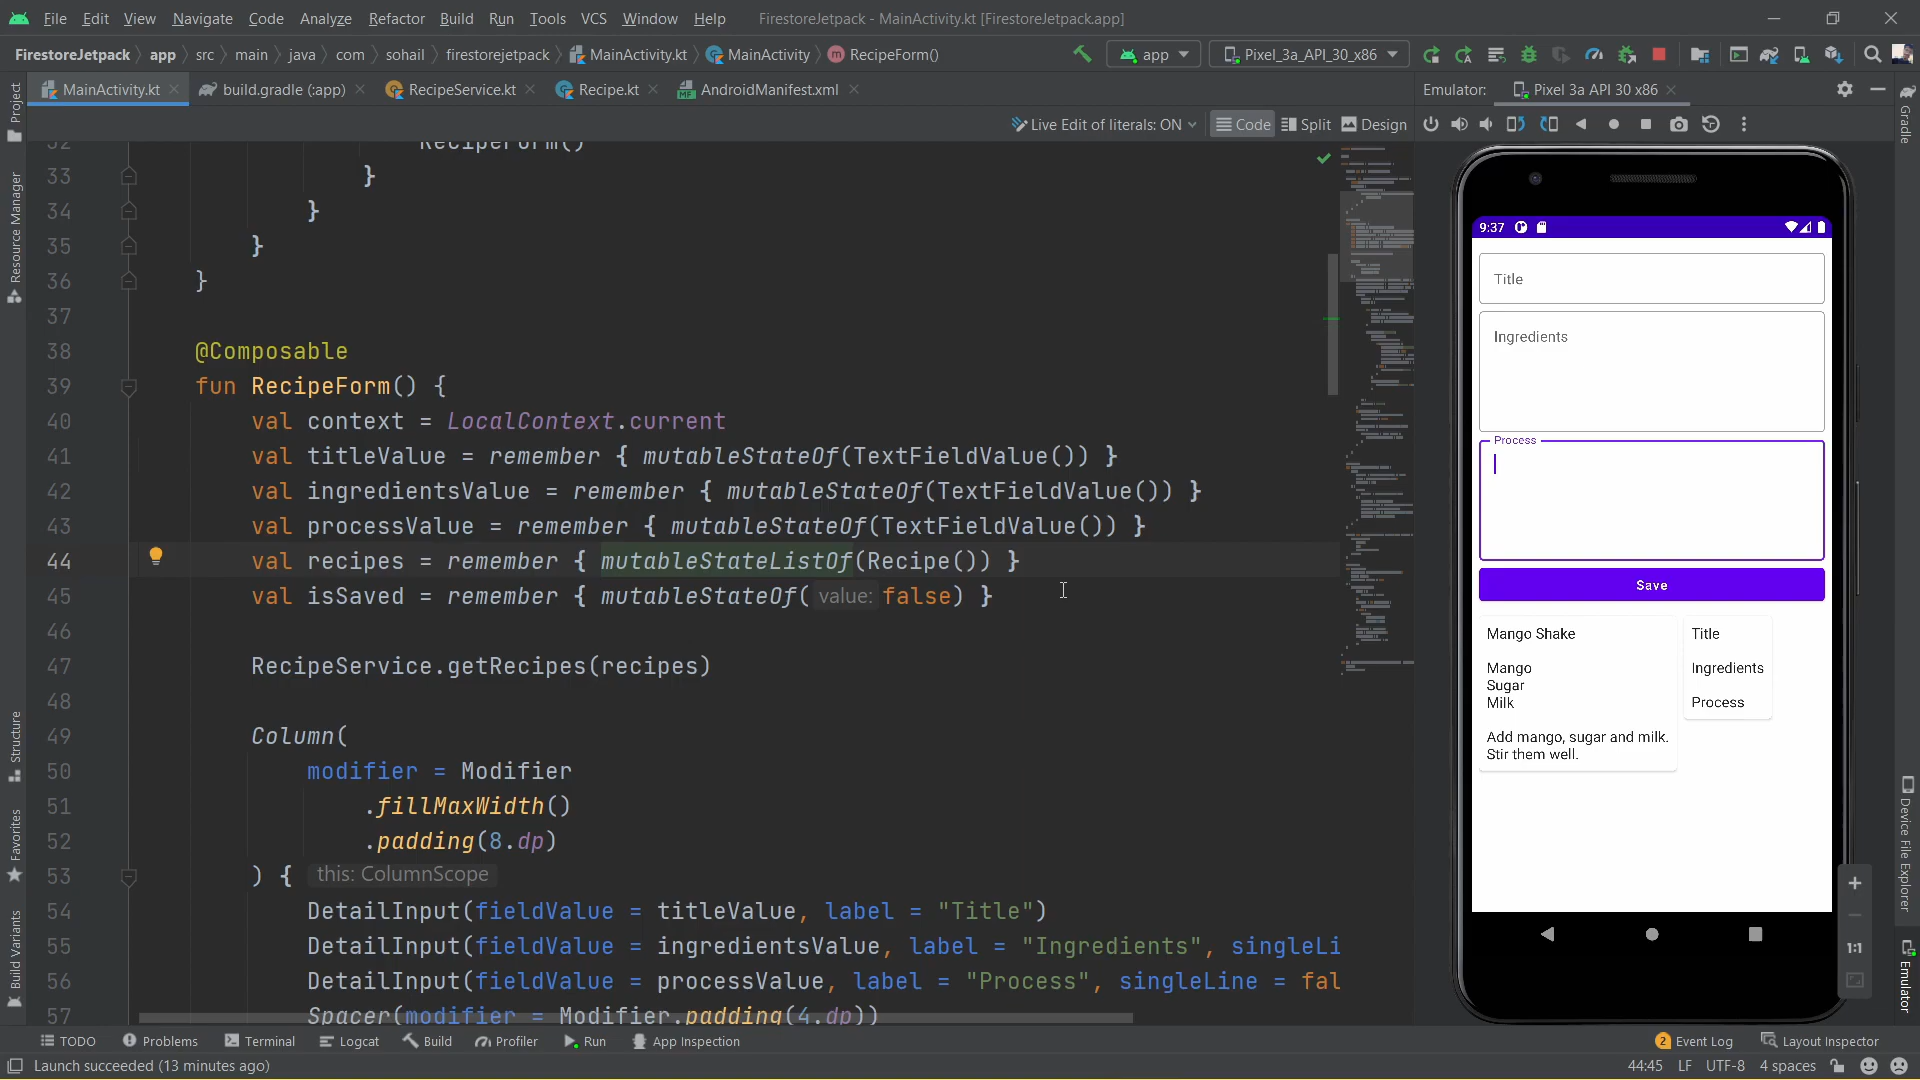 File Edit View Navigate Code Analyze Refactor Build Run Tools VCS Window Help FirestoreJetpack - MainActivity.kt [FirestoreJetpack.app]
FirestoreJetpack app src main java com sohail firestorejetpack MainActivity.kt MainActivity RecipeForm() app Pixel_3a_API_30_x86
MainActivity.kt build.gradle (:app) RecipeService.kt Recipe.kt AndroidManifest.xml
Emulator: Pixel 3a API 30 x86
Live Edit of literals: ON Code Split Design
Project
Resource Manager
Structure
Favorites
Build Variants
32 RecipeForm()
33 }
34 }
35 }
36 }
37
38 @Composable
39 fun RecipeForm() {
40 val context = LocalContext.current
41 val titleValue = remember { mutableStateOf(TextFieldValue()) }
42 val ingredientsValue = remember { mutableStateOf(TextFieldValue()) }
43 val processValue = remember { mutableStateOf(TextFieldValue()) }
44 val recipes = remember { mutableStateListOf(Recipe()) }
45 val isSaved = remember { mutableStateOf( value: false) }
46
47 RecipeService.getRecipes(recipes)
48
49 Column(
50 modifier = Modifier
51 .fillMaxWidth()
52 .padding(8.dp)
53 ) { this: ColumnScope
54 DetailInput(fieldValue = titleValue, label = "Title")
55 DetailInput(fieldValue = ingredientsValue, label = "Ingredients", singleLi
56 DetailInput(fieldValue = processValue, label = "Process", singleLine = fal
57 Spacer(modifier = Modifier.padding(4.dp))
9:37
Title
Ingredients
Process
Save
Mango Shake
Mango
Sugar
Milk
Add mango, sugar and milk.
Stir them well.
Title
Ingredients
Process
1:1
Gradle
Device File Explorer
Emulator
TODO Problems Terminal Logcat Build Profiler Run App Inspection 2 Event Log Layout Inspector
Launch succeeded (13 minutes ago) 44:45 LF UTF-8 4 spaces